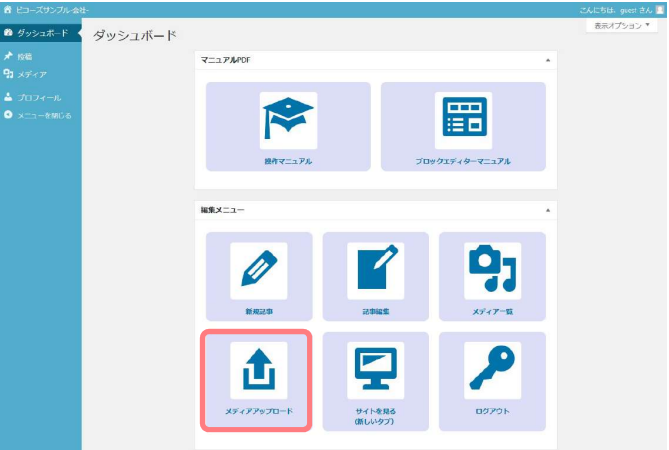 ビューズサンプル会社-
こんにちは、guest さん
表示オプション ▼
ダッシュボード
投稿
メディア
プロフィール
メニューを閉じる
ダッシュボード
マニュアルPDF
操作マニュアル
ブロックエディターマニュアル
編集メニュー
新規記事
記事編集
メディア一覧
メディアアップロード
サイトを見る
(新しいタブ)
ログアウト